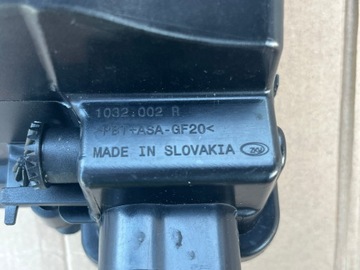 1032.002 R
>PBT-ASA-GF20<
MADE IN SLOVAKIA